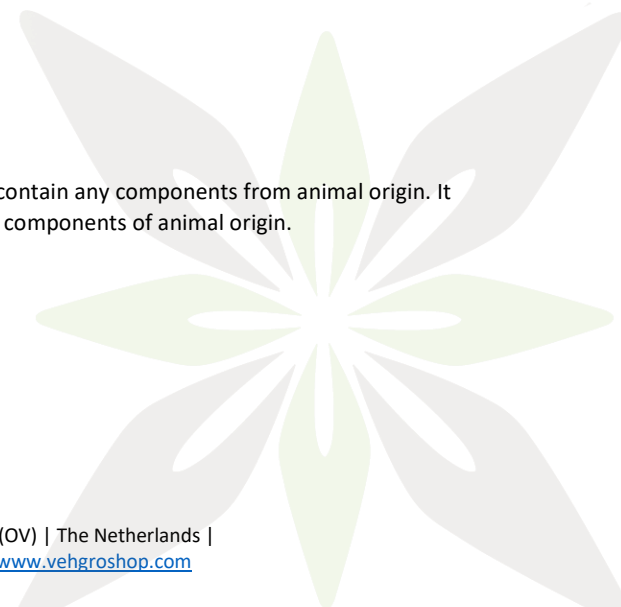 contain any components from animal origin. It
components of animal origin.
(OV) | The Netherlands |
www.vehgroshop.com